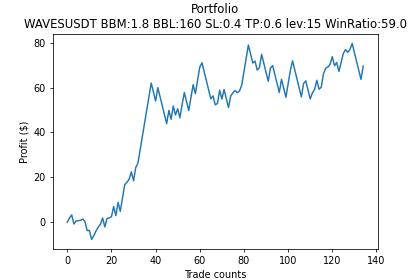 Portfolio
WAVESUSDT BBM:1.8 BBL:160 SL:0.4 TP:0.6 lev:15 WinRatio:59.0
80
60
40
20
0
Profit ($)
0 20 40 60 80 100 120 140
Trade counts